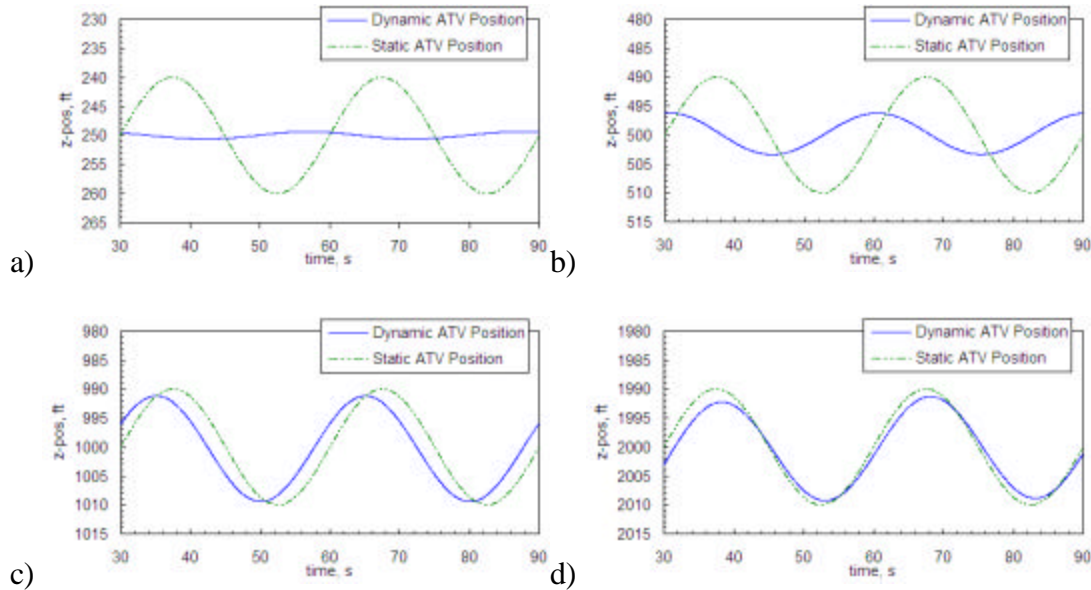 230
235
240
245
250
255
260
265
z-pos, ft
Dynamic ATV Position
Static ATV Position
30 40 50 60 70 80 90
time, s
a)
480
485
490
495
500
505
510
515
z-pos, ft
Dynamic ATV Position
Static ATV Position
30 40 50 60 70 80 90
time, s
b)
980
985
990
995
1000
1005
1010
1015
z-pos, ft
Dynamic ATV Position
Static ATV Position
30 40 50 60 70 80 90
time, s
c)
1980
1985
1990
1995
2000
2005
2010
2015
z-pos, ft
Dynamic ATV Position
Static ATV Position
30 40 50 60 70 80 90
time, s
d)